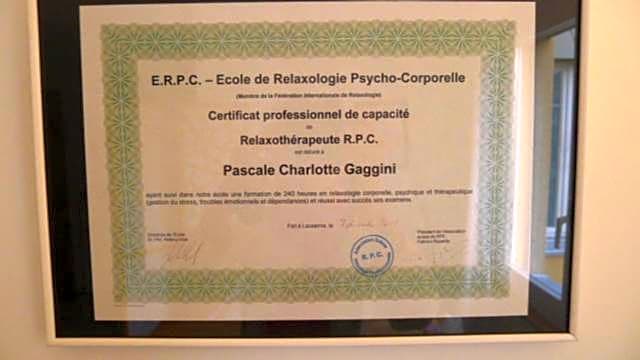 E.R.P.C. – Ecole de Relaxologie Psycho-Corporelle
(Membre de la Fédération Internationale de Relaxologie)
Certificat professionnel de capacité
de
Relaxothérapeute R.P.C.
est délivré à
Pascale Charlotte Gaggini
ayant suivi dans notre école une formation de 240 heures en relaxologie corporelle, psychique et thérapeutique
(gestion du stress, troubles émotionnels et dépendances) et réussi avec succès ses examens.
Fait à Lausanne, le
R. P. C.